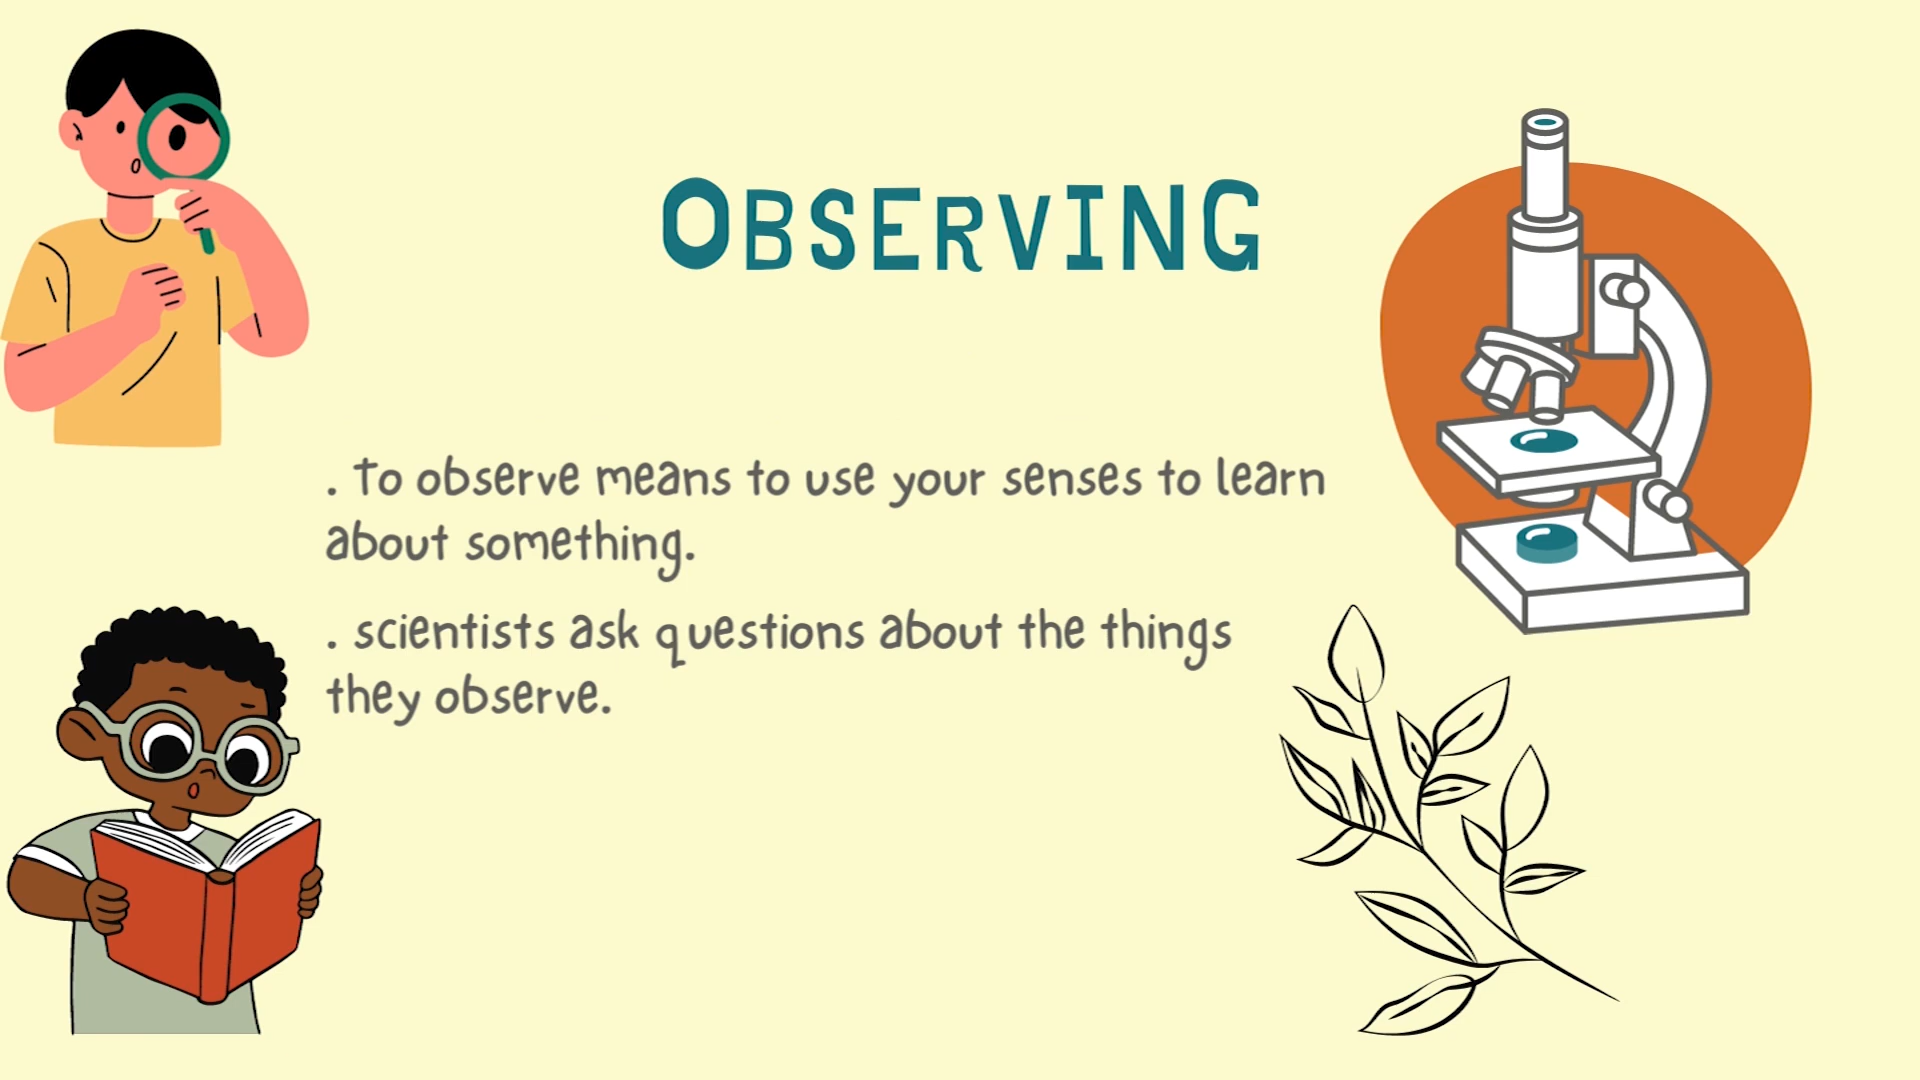 OBSERVING
. To observe means to use your senses to learn
about something.
. scientists ask questions about the things
they observe.